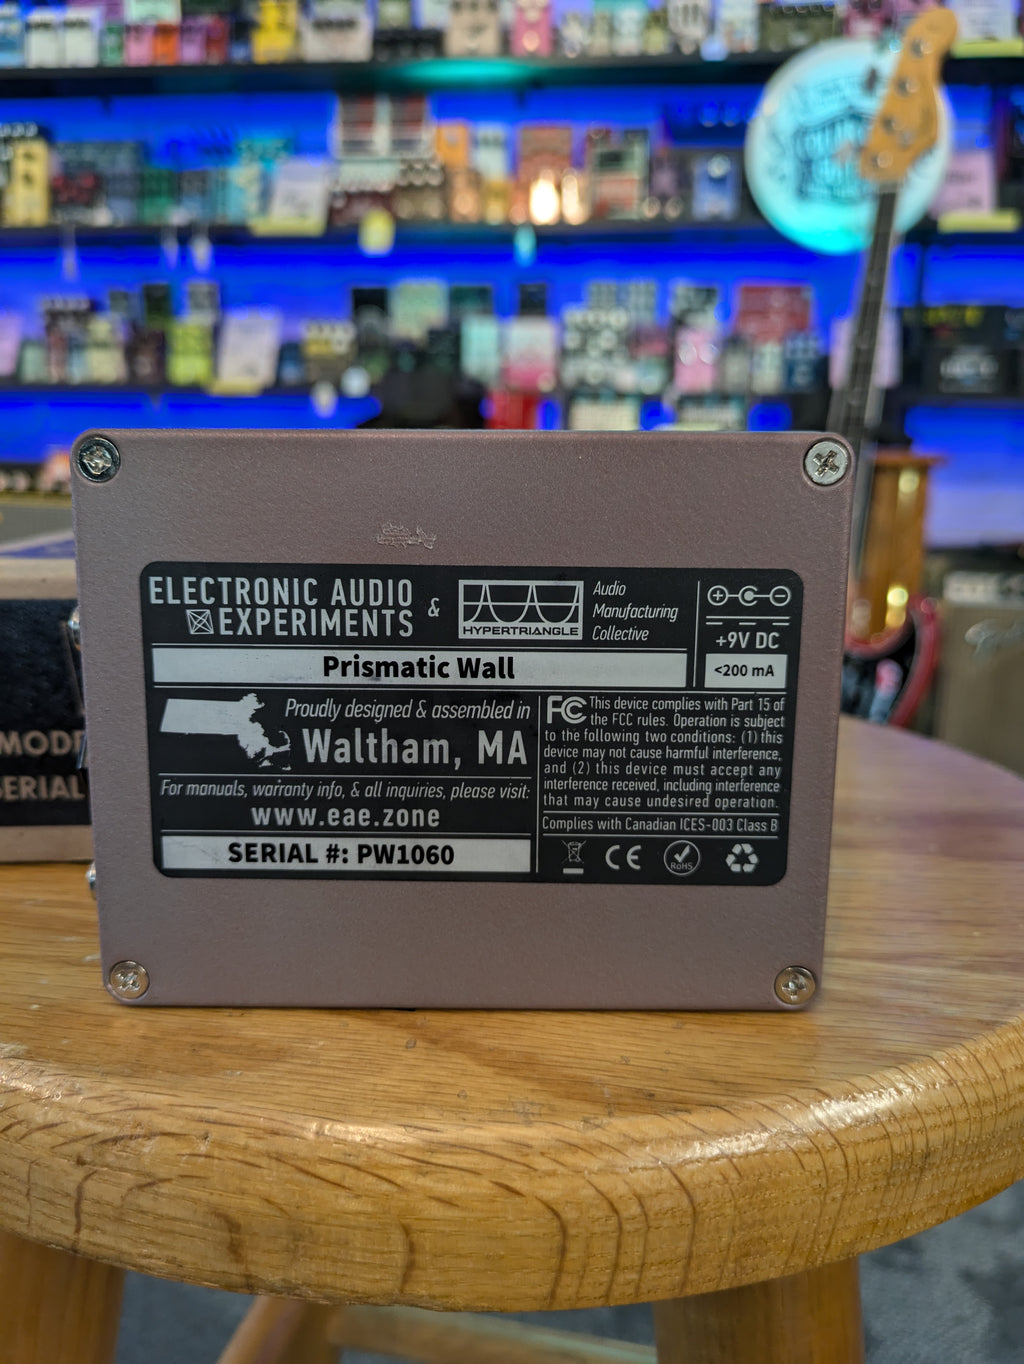 ELECTRONIC AUDIO
EXPERIMENTS
&
HYPERTRIANGLE
Audio
Manufacturing
Collective
+9V DC
<200 mA
Prismatic Wall
Proudly designed & assembled in
Waltham, MA
For manuals, warranty info, & all inquiries, please visit:
www.eae.zone
SERIAL #: PW1060
FC This device complies with Part 15 of
the FCC rules. Operation is subject
to the following two conditions: (1) this
device may not cause harmful interference,
and (2) this device must accept any
interference received, including interference
that may cause undesired operation.
Complies with Canadian ICES-003 Class B
CE
RoHS
SERIAL